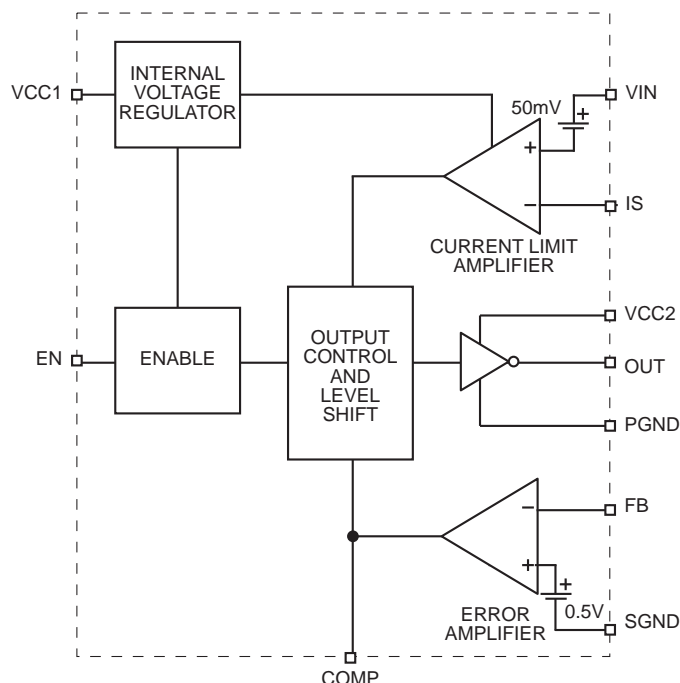 INTERNAL
VOLTAGE
REGULATOR
VCC1
50mV
+
VIN
+
−
IS
CURRENT LIMIT
AMPLIFIER
EN
ENABLE
OUTPUT
CONTROL
AND
LEVEL
SHIFT
VCC2
OUT
PGND
FB
−
+
+
0.5V
ERROR
AMPLIFIER
SGND
COMP